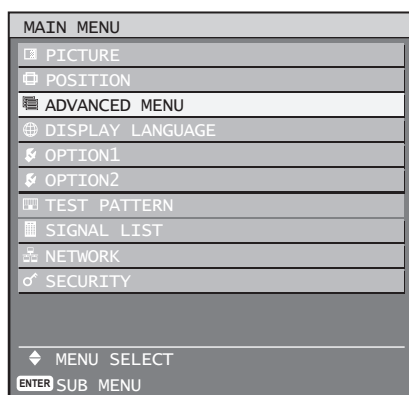 MAIN MENU
PICTURE
POSITION
ADVANCED MENU
DISPLAY LANGUAGE
OPTION1
OPTION2
TEST PATTERN
SIGNAL LIST
NETWORK
SECURITY
MENU SELECT
ENTER SUB MENU